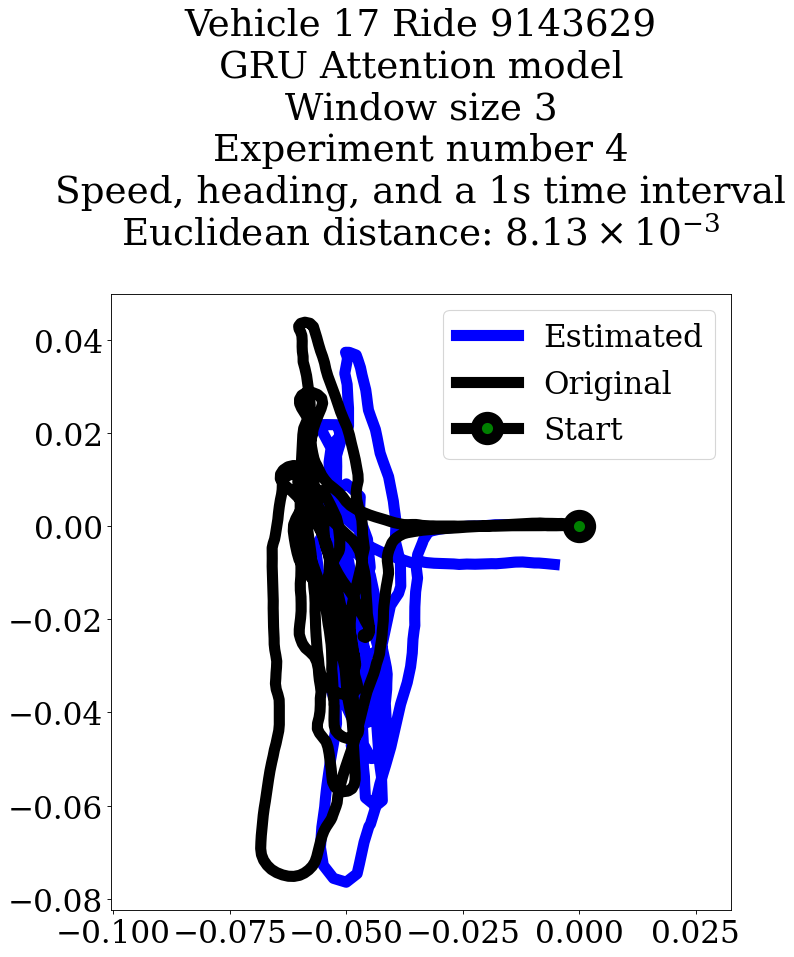 Vehicle 17 Ride 9143629
GRU Attention model
Window size 3
Experiment number 4
Speed, heading, and a 1s time interval
Euclidean distance: 8.13 × 10⁻³
Estimated
Original
Start
0.04
0.02
0.00
−0.02
−0.04
−0.06
−0.08
−0.100 −0.075 −0.050 −0.025 0.000 0.025